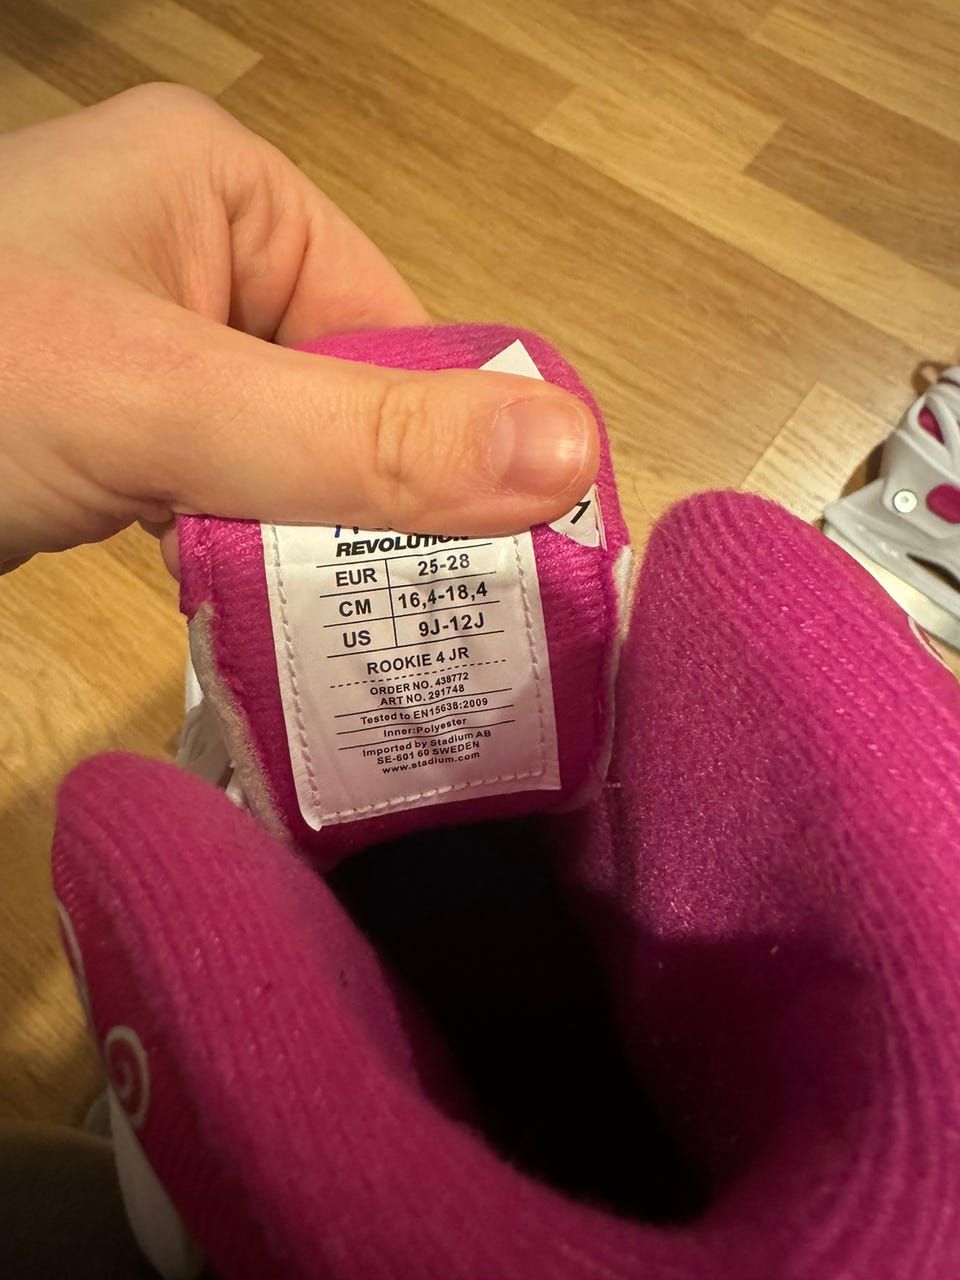 REVOLUTION
EUR 25-28
CM 16,4-18,4
US 9J-12J
ROOKIE 4 JR
ORDER NO. 438772
ART NO. 291748
Tested to EN15638:2009
Inner:Polyester
Imported by Stadium AB
SE-601 60 SWEDEN
www.stadium.com